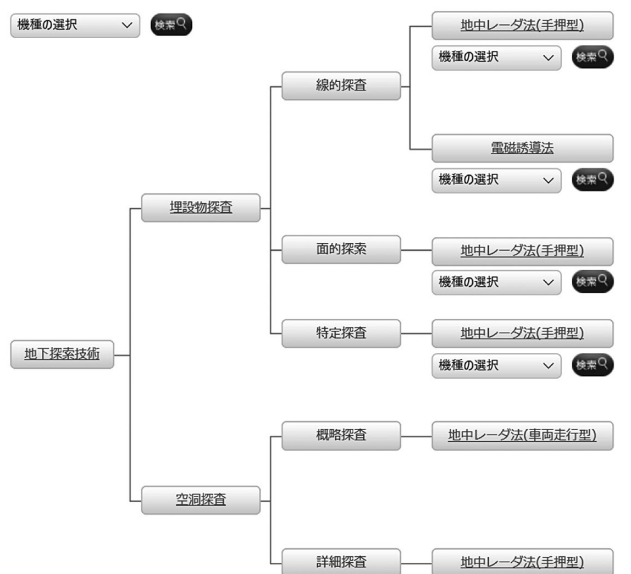 機種の選択 検索
地中レーダ法(手押型)
機種の選択 検索
線的探査
電磁誘導法
機種の選択 検索
埋設物探査
面的探索
地中レーダ法(手押型)
機種の選択 検索
特定探査
地中レーダ法(手押型)
機種の選択 検索
地下探索技術
概略探査
地中レーダ法(車両走行型)
空洞探査
詳細探査
地中レーダ法(手押型)